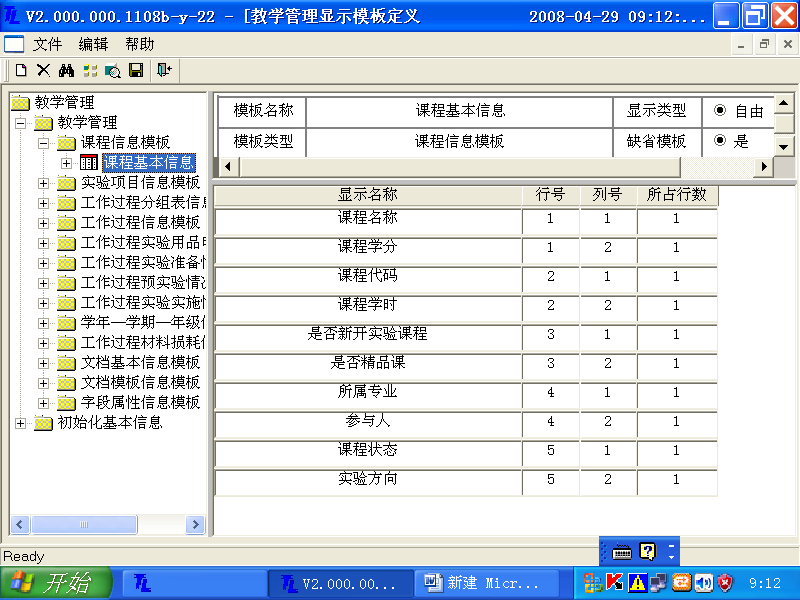 V2.000.000.1108b-y-22 - [教学管理显示模板定义 2008-04-29 09:12:...
文件 编辑 帮助
教学管理
教学管理
课程信息模板
课程基本信息
实验项目信息模板
工作过程分组表信息
工作过程信息模板
工作过程实验用品
工作过程实验准备
工作过程预实验情
工作过程实验实施
学年—学期—年级
工作过程材料损耗
文档基本信息模板
文档模板信息模板
字段属性信息模板
初始化基本信息
模板名称 课程基本信息 显示类型 自由
模板类型 课程信息模板 缺省模板 是
显示名称 行号 列号 所占行数
课程名称 1 1 1
课程学分 1 2 1
课程代码 2 1 1
课程学时 2 2 1
是否新开实验课程 3 1 1
是否精品课 3 2 1
所属专业 4 1 1
参与人 4 2 1
课程状态 5 1 1
实验方向 5 2 1
Ready
开始 V2.000.00... 新建 Micr... 9:12